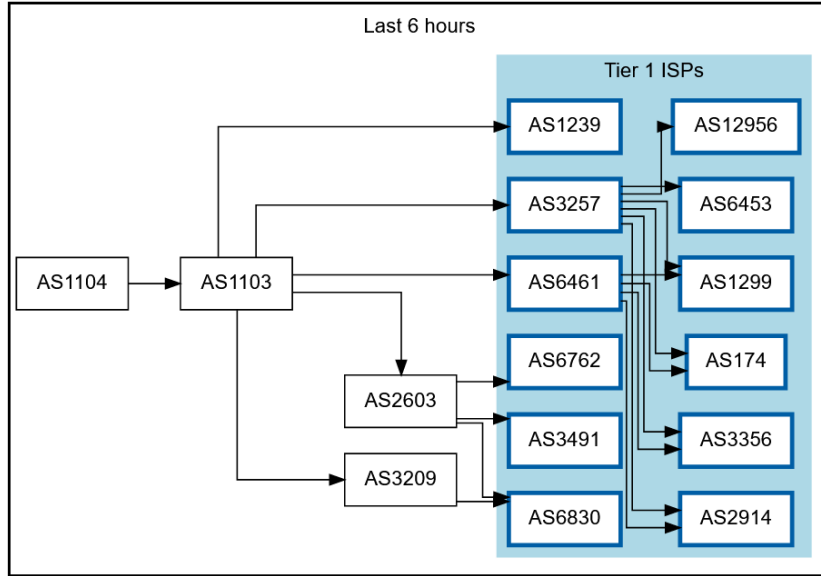 Last 6 hours
Tier 1 ISPs
AS1239
AS12956
AS3257
AS6453
AS1104
AS1103
AS6461
AS1299
AS6762
AS174
AS2603
AS3491
AS3356
AS3209
AS6830
AS2914